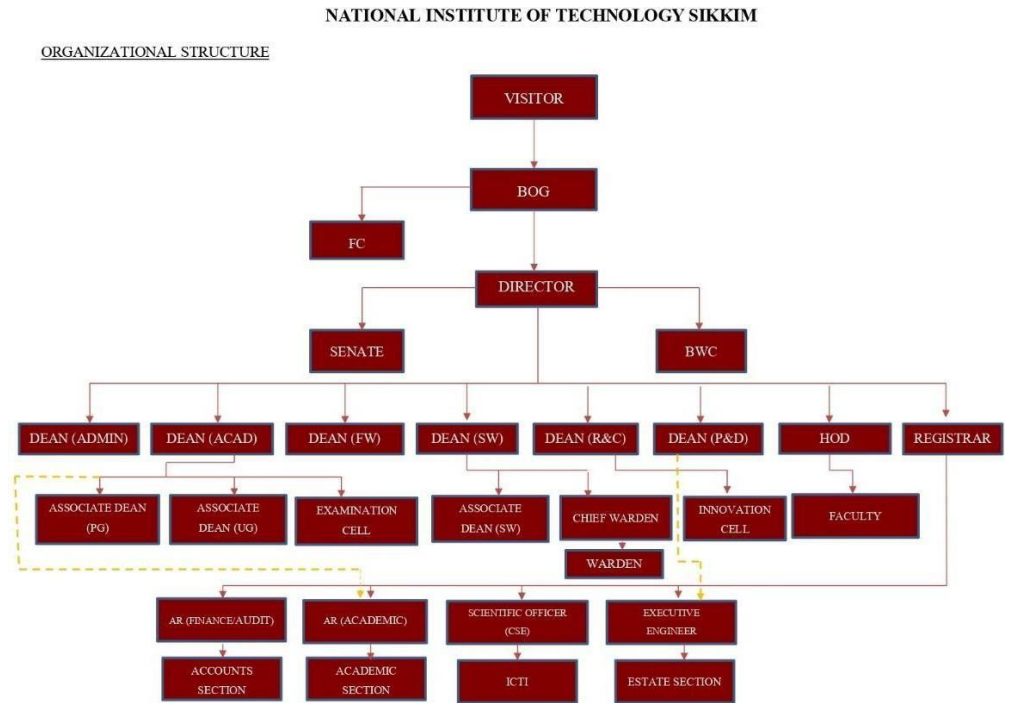 NATIONAL INSTITUTE OF TECHNOLOGY SIKKIM
ORGANIZATIONAL STRUCTURE
VISITOR
BOG
FC
DIRECTOR
SENATE
BWC
DEAN (ADMIN)
DEAN (ACAD)
DEAN (FW)
DEAN (SW)
DEAN (R&C)
DEAN (P&D)
HOD
REGISTRAR
ASSOCIATE DEAN
(PG)
ASSOCIATE
DEAN (UG)
EXAMINATION
CELL
ASSOCIATE
DEAN (SW)
CHIEF WARDEN
INNOVATION
CELL
FACULTY
WARDEN
AR (FINANCE/AUDIT)
AR (ACADEMIC)
SCIENTIFIC OFFICER
(CSE)
EXECUTIVE
ENGINEER
ACCOUNTS
SECTION
ACADEMIC
SECTION
ICTI
ESTATE SECTION